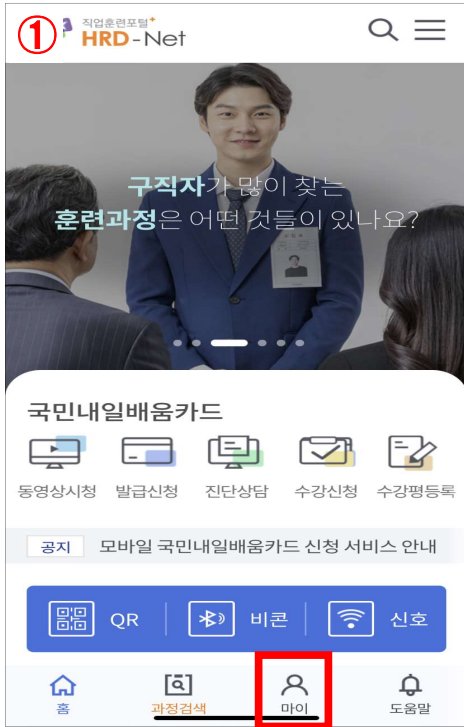 ①
직업훈련포털
HRD-Net
구직자가 많이 찾는
훈련과정은 어떤 것들이 있나요?
국민내일배움카드
동영상시청 발급신청 진단상담 수강신청 수강평등록
공지 모바일 국민내일배움카드 신청 서비스 안내
QR 비콘 신호
홈 과정검색 마이 도움말